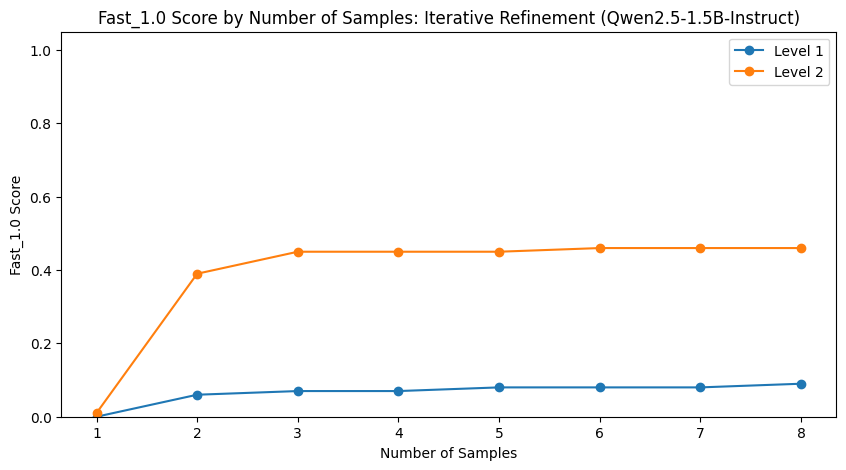 Fast_1.0 Score by Number of Samples: Iterative Refinement (Qwen2.5-1.5B-Instruct)
Level 1
Level 2
Fast_1.0 Score
1.0
0.8
0.6
0.4
0.2
0.0
1 2 3 4 5 6 7 8
Number of Samples